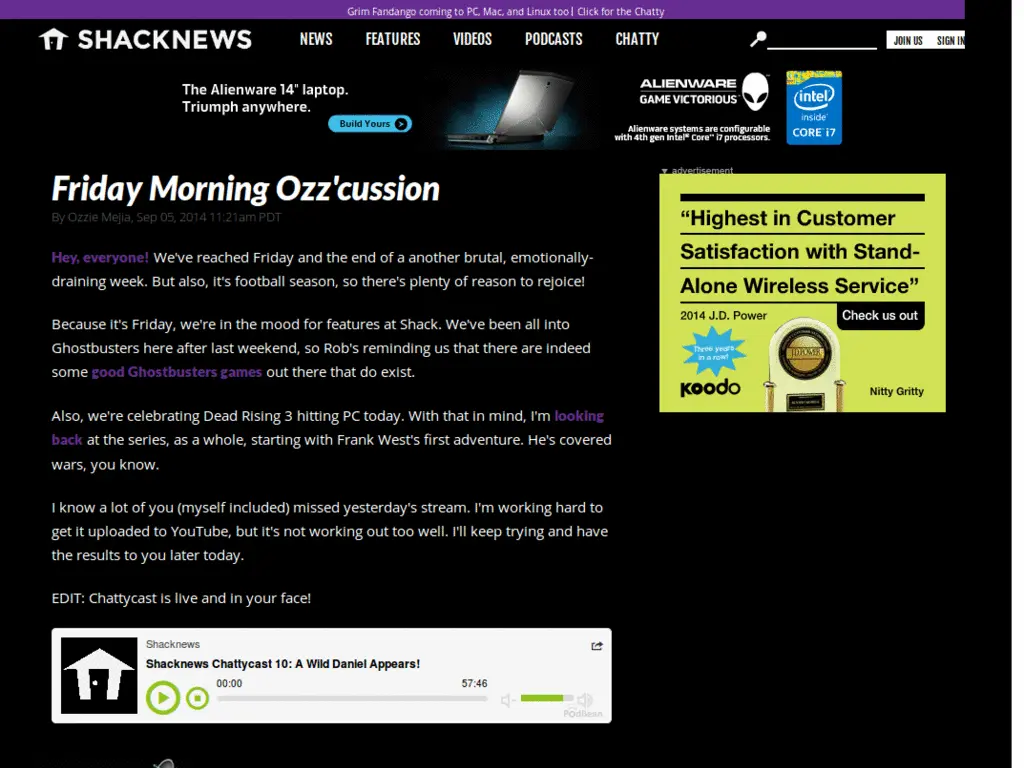 Grim Fandango coming to PC, Mac, and Linux too | Click for the Chatty
SHACKNEWS NEWS FEATURES VIDEOS PODCASTS CHATTY JOIN US SIGN IN
The Alienware 14" laptop.
Triumph anywhere.
Build Yours
ALIENWARE
GAME VICTORIOUS
Alienware systems are configurable
with 4th gen Intel® Core™ i7 processors.
intel
inside
CORE i7
Friday Morning Ozz'cussion
By Ozzie Mejia, Sep 05, 2014 11:21am PDT
Hey, everyone! We've reached Friday and the end of a another brutal, emotionally-
draining week. But also, it's football season, so there's plenty of reason to rejoice!
Because it's Friday, we're in the mood for features at Shack. We've been all into
Ghostbusters here after last weekend, so Rob's reminding us that there are indeed
some good Ghostbusters games out there that do exist.
Also, we're celebrating Dead Rising 3 hitting PC today. With that in mind, I'm looking
back at the series, as a whole, starting with Frank West's first adventure. He's covered
wars, you know.
I know a lot of you (myself included) missed yesterday's stream. I'm working hard to
get it uploaded to YouTube, but it's not working out too well. I'll keep trying and have
the results to you later today.
EDIT: Chattycast is live and in your face!
Shacknews
Shacknews Chattycast 10: A Wild Daniel Appears!
00:00 57:46
PodBean
▼ advertisement
“Highest in Customer
Satisfaction with Stand-
Alone Wireless Service”
2014 J.D. Power
Check us out
Three years
in a row!
J.D. POWER
koodo
Nitty Gritty